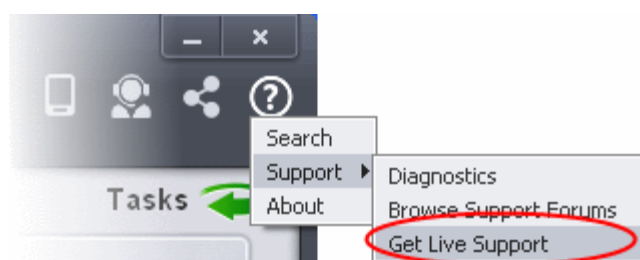 Search
Support
About
Tasks
Diagnostics
Browse Support Forums
Get Live Support